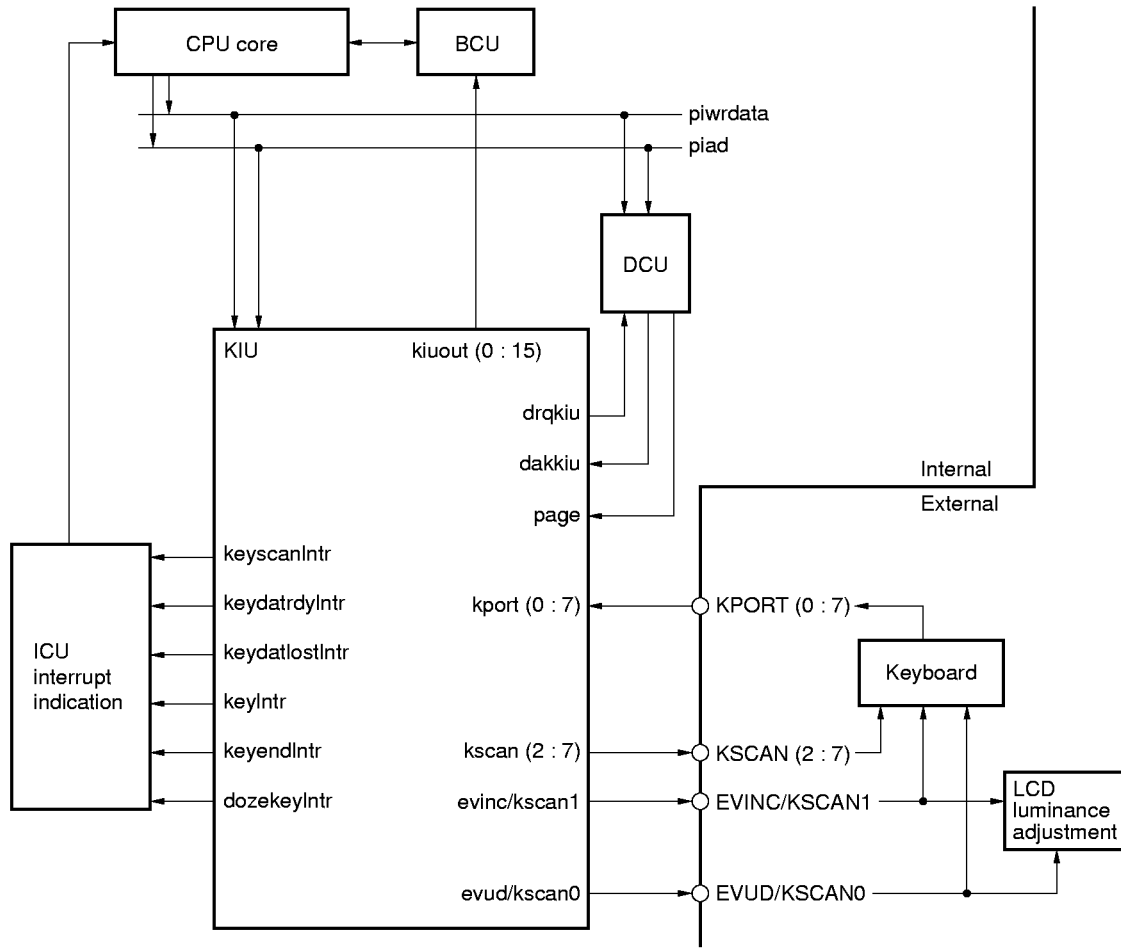 CPU core
BCU
piwrdata
piad
DCU
KIU
kiuout (0 : 15)
drqkiu
dakkiu
page
Internal
External
keyscanIntr
keydatrdyIntr
keydatlostIntr
keyIntr
keyendIntr
dozekeyIntr
ICU
interrupt
indication
kport (0 : 7)
KPORT (0 : 7)
Keyboard
kscan (2 : 7)
KSCAN (2 : 7)
evinc/kscan1
EVINC/KSCAN1
LCD
luminance
adjustment
evud/kscan0
EVUD/KSCAN0